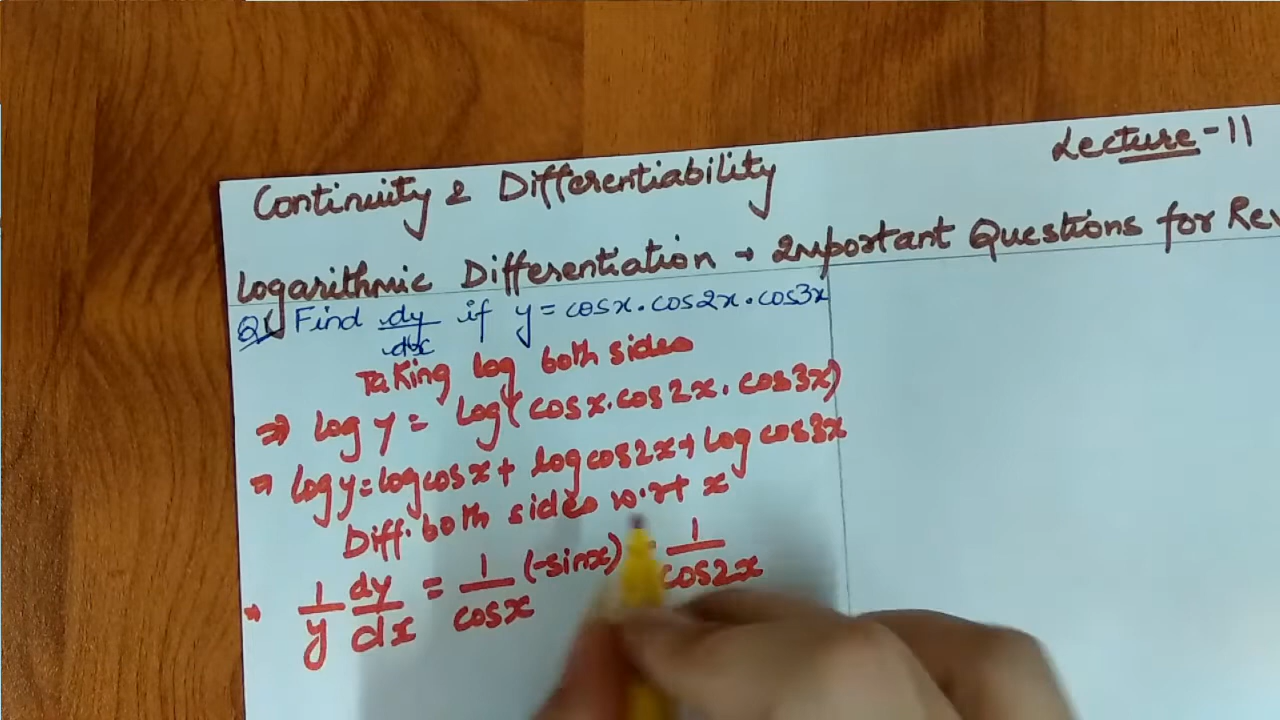 Lecture-11
Continuity & Differentiability
Logarithmic Differentiation → Important Questions for Rev
Q1 Find dy/dx if y = cosx.cos2x.cos3x
Taking log both sides
⇒ log y = log(cosx.cos2x.cos3x)
⇒ log y = log cosx + log cos2x + log cos3x
Diff. both sides w.r.t x
⇒ 1/y dy/dx = 1/cosx (-sinx) 1/cos2x